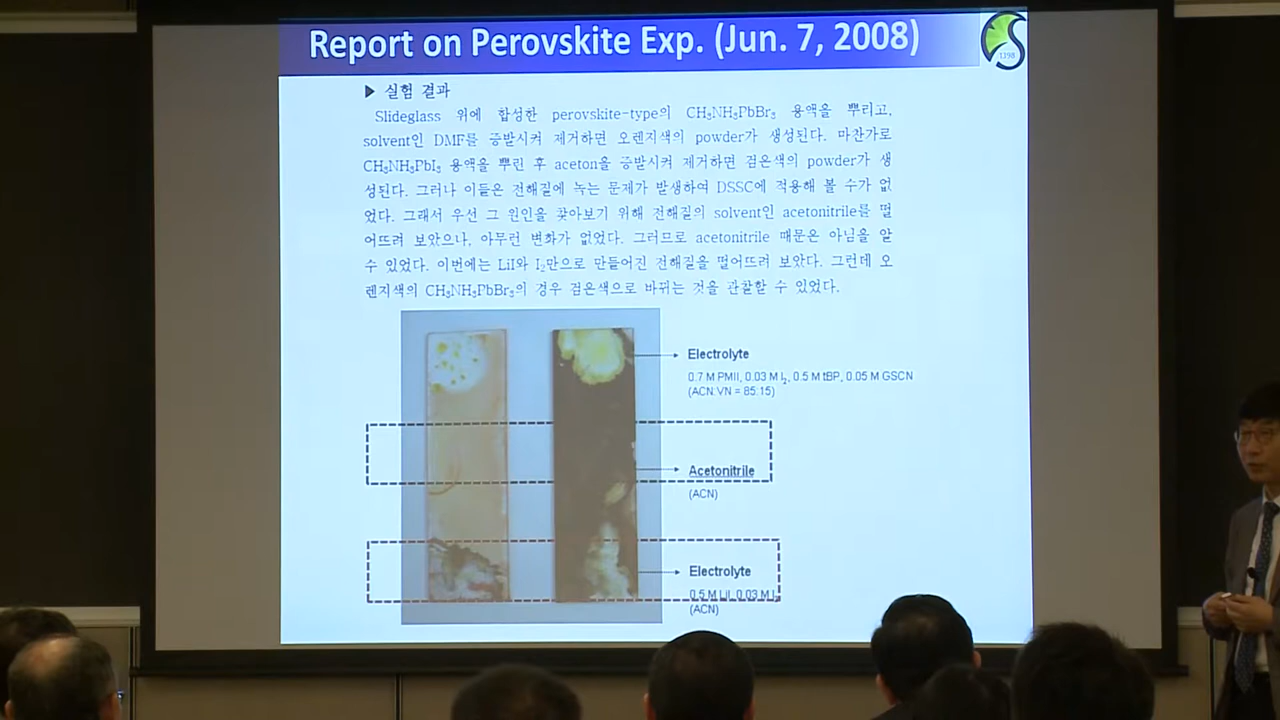 Report on Perovskite Exp. (Jun. 7, 2008)
1398
▶ 실험 결과
Slideglass 위에 합성한 perovskite-type의 CH₃NH₃PbBr₃ 용액을 뿌리고,
solvent인 DMF를 증발시켜 제거하면 오렌지색의 powder가 생성된다. 마찬가로
CH₃NH₃PbI₃ 용액을 뿌린 후 aceton을 증발시켜 제거하면 검은색의 powder가 생
성된다. 그러나 이들은 전해질에 녹는 문제가 발생하여 DSSC에 적용해 볼 수가 없
었다. 그래서 우선 그 원인을 찾아보기 위해 전해질의 solvent인 acetonitrile를 떨
어뜨려 보았으나, 아무런 변화가 없었다. 그러므로 acetonitrile 때문은 아님을 알
수 있었다. 이번에는 LiI와 I₂만으로 만들어진 전해질을 떨어뜨려 보았다. 그런데 오
렌지색의 CH₃NH₃PbBr₃의 경우 검은색으로 바뀌는 것을 관찰할 수 있었다.
Electrolyte
0.7 M PMII, 0.03 M I₂, 0.5 M tBP, 0.05 M GSCN
(ACN:VN = 85:15)
Acetonitrile
(ACN)
Electrolyte
0.5 M LiI, 0.03 M I₂
(ACN)